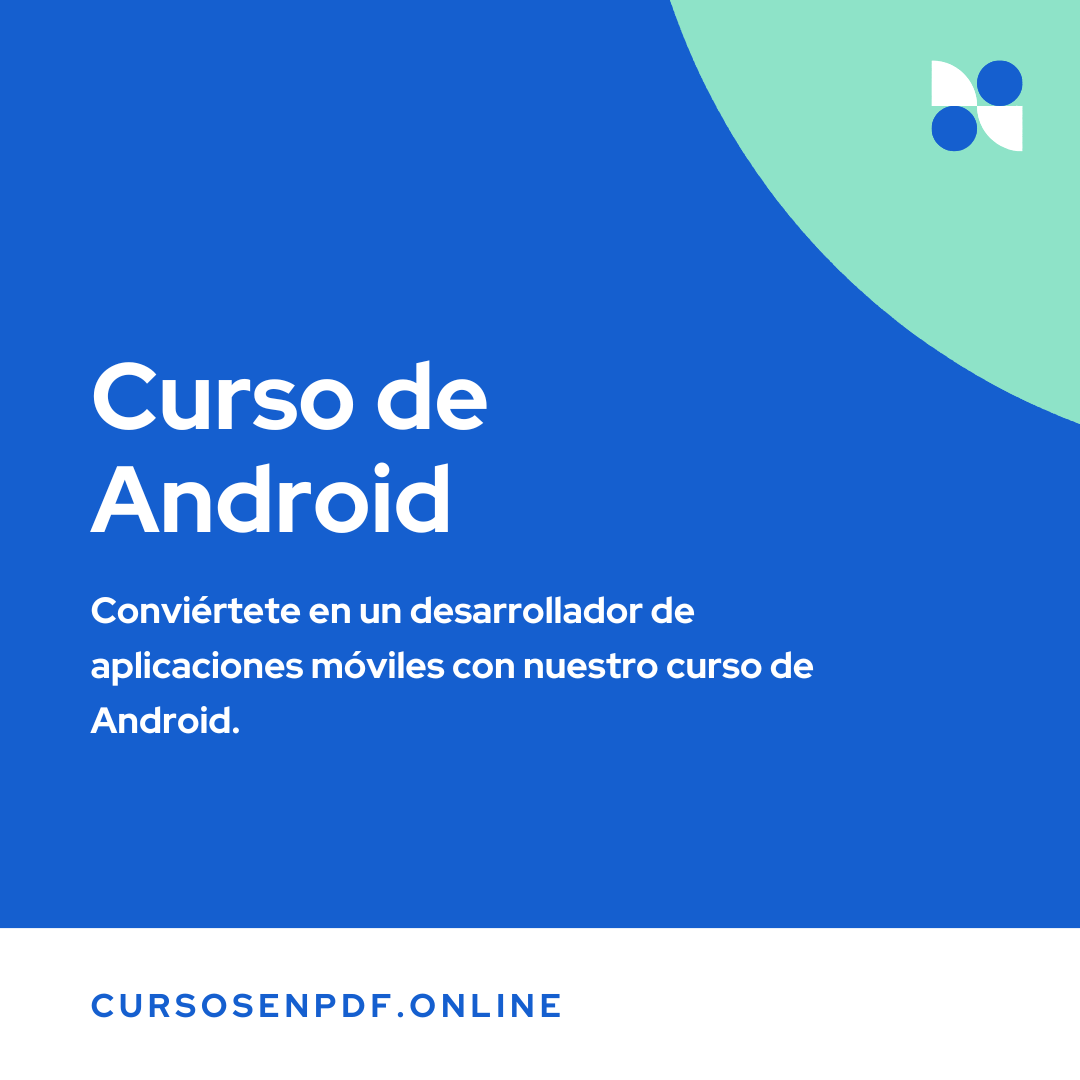 Curso de
Android
Conviértete en un desarrollador de
aplicaciones móviles con nuestro curso de
Android.
CURSOSENPDF.ONLINE